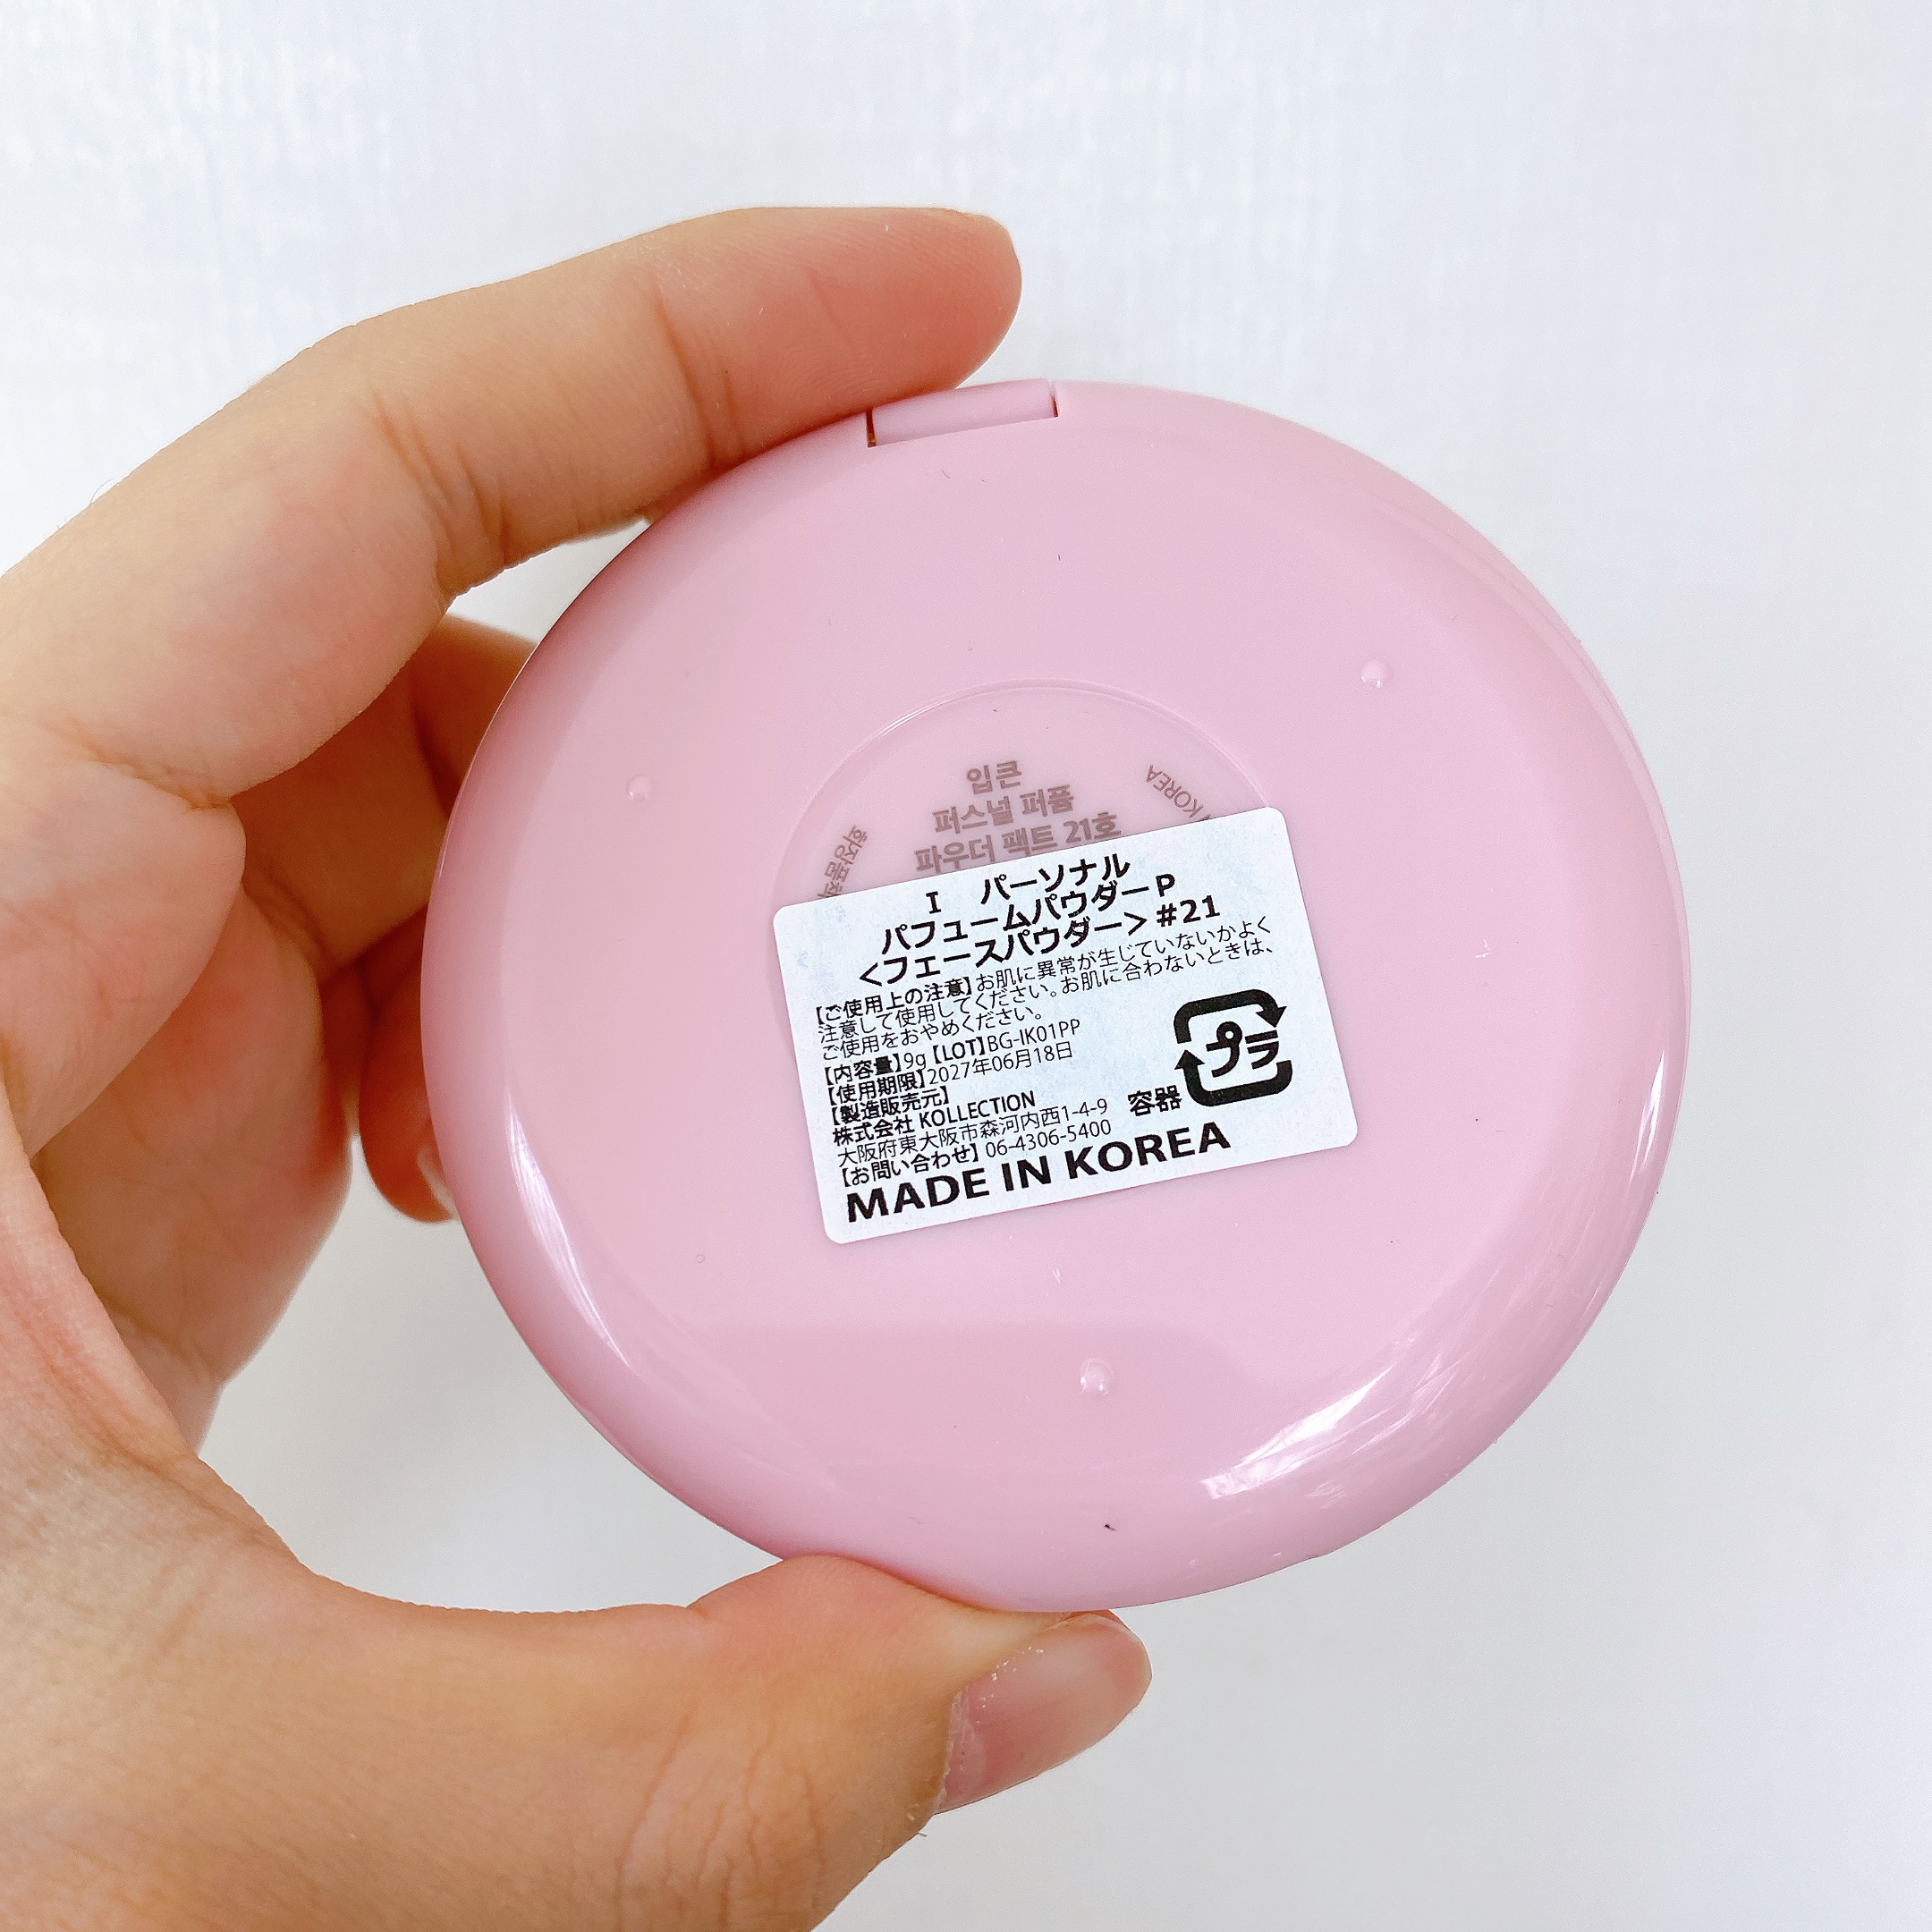 입큰
퍼스널 퍼퓸
파우더 팩트 21호
KOREA
I パーソナル
パフュームパウダーP
<フェースパウダー>#21
【ご使用上の注意】お肌に異常が生じていないかよく
注意して使用してください。お肌に合わないときは、
ご使用をおやめください。
【内容量】9g【LOT】BG-IK01PP
【使用期限】2027年06月18日
【製造販売元】
株式会社 KOLLECTION
大阪府東大阪市森河内西1-4-9
【お問い合わせ】06-4306-5400
MADE IN KOREA
プラ
容器